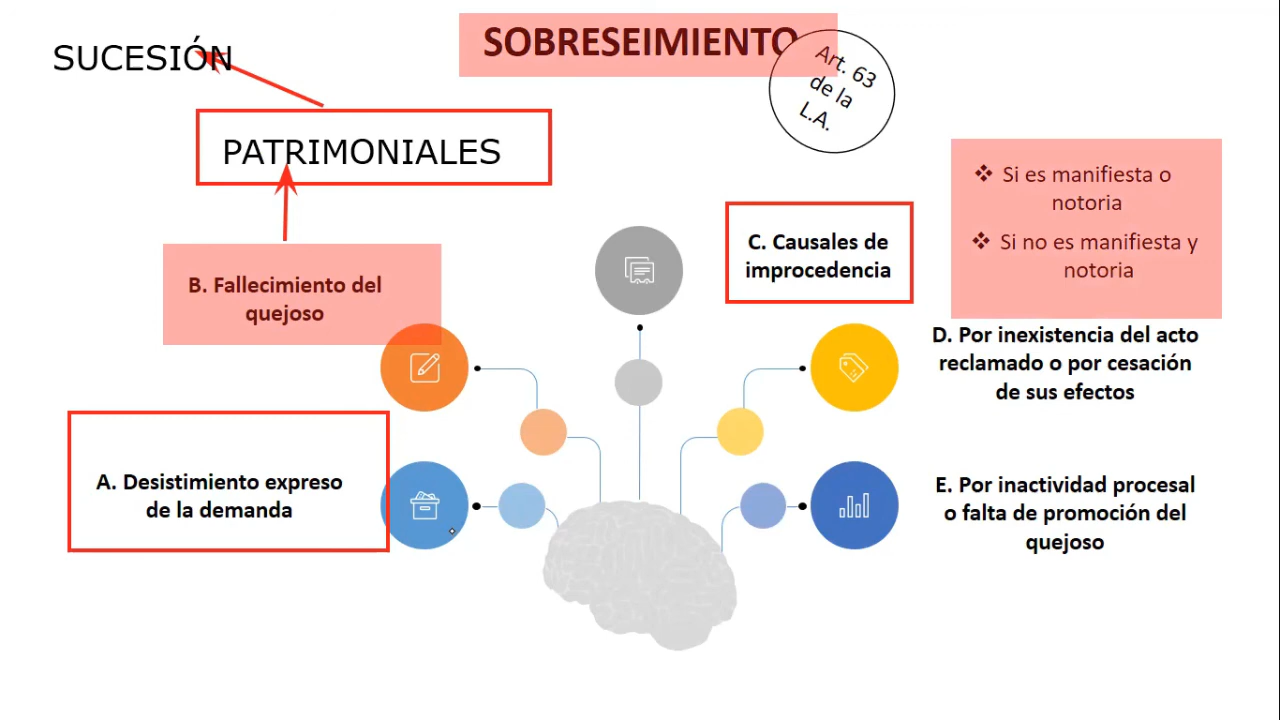 SUCESIÓN
SOBRESEIMIENTO
Art. 63
de la
L.A.
PATRIMONIALES
❖ Si es manifiesta o
notoria
❖ Si no es manifiesta y
notoria
C. Causales de
improcedencia
B. Fallecimiento del
quejoso
D. Por inexistencia del acto
reclamado o por cesación
de sus efectos
A. Desistimiento expreso
de la demanda
E. Por inactividad procesal
o falta de promoción del
quejoso